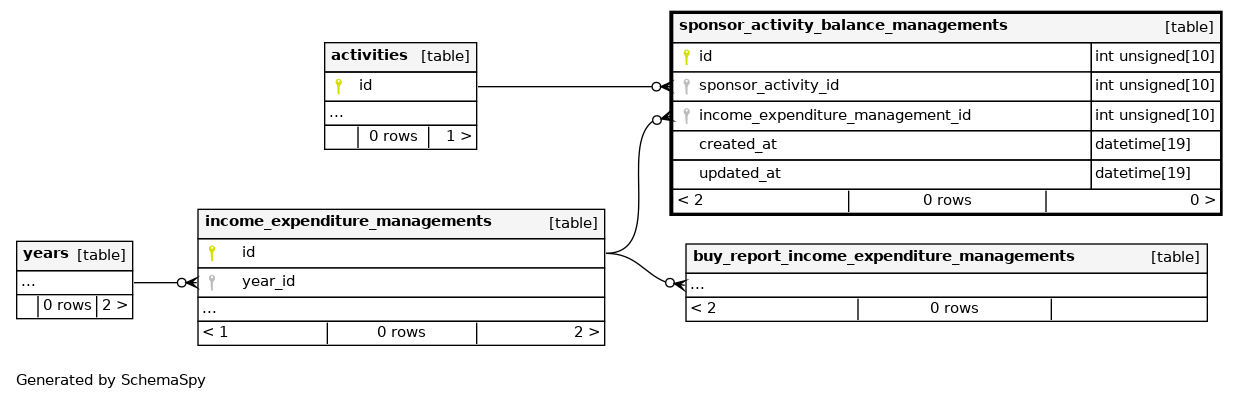 sponsor_activity_balance_managements [table]
id int unsigned[10]
sponsor_activity_id int unsigned[10]
income_expenditure_management_id int unsigned[10]
created_at datetime[19]
updated_at datetime[19]
< 2 0 rows 0 >
activities [table]
id
...
0 rows 1 >
income_expenditure_managements [table]
id
year_id
...
< 1 0 rows 2 >
years [table]
...
0 rows 2 >
buy_report_income_expenditure_managements [table]
...
< 2 0 rows
Generated by SchemaSpy